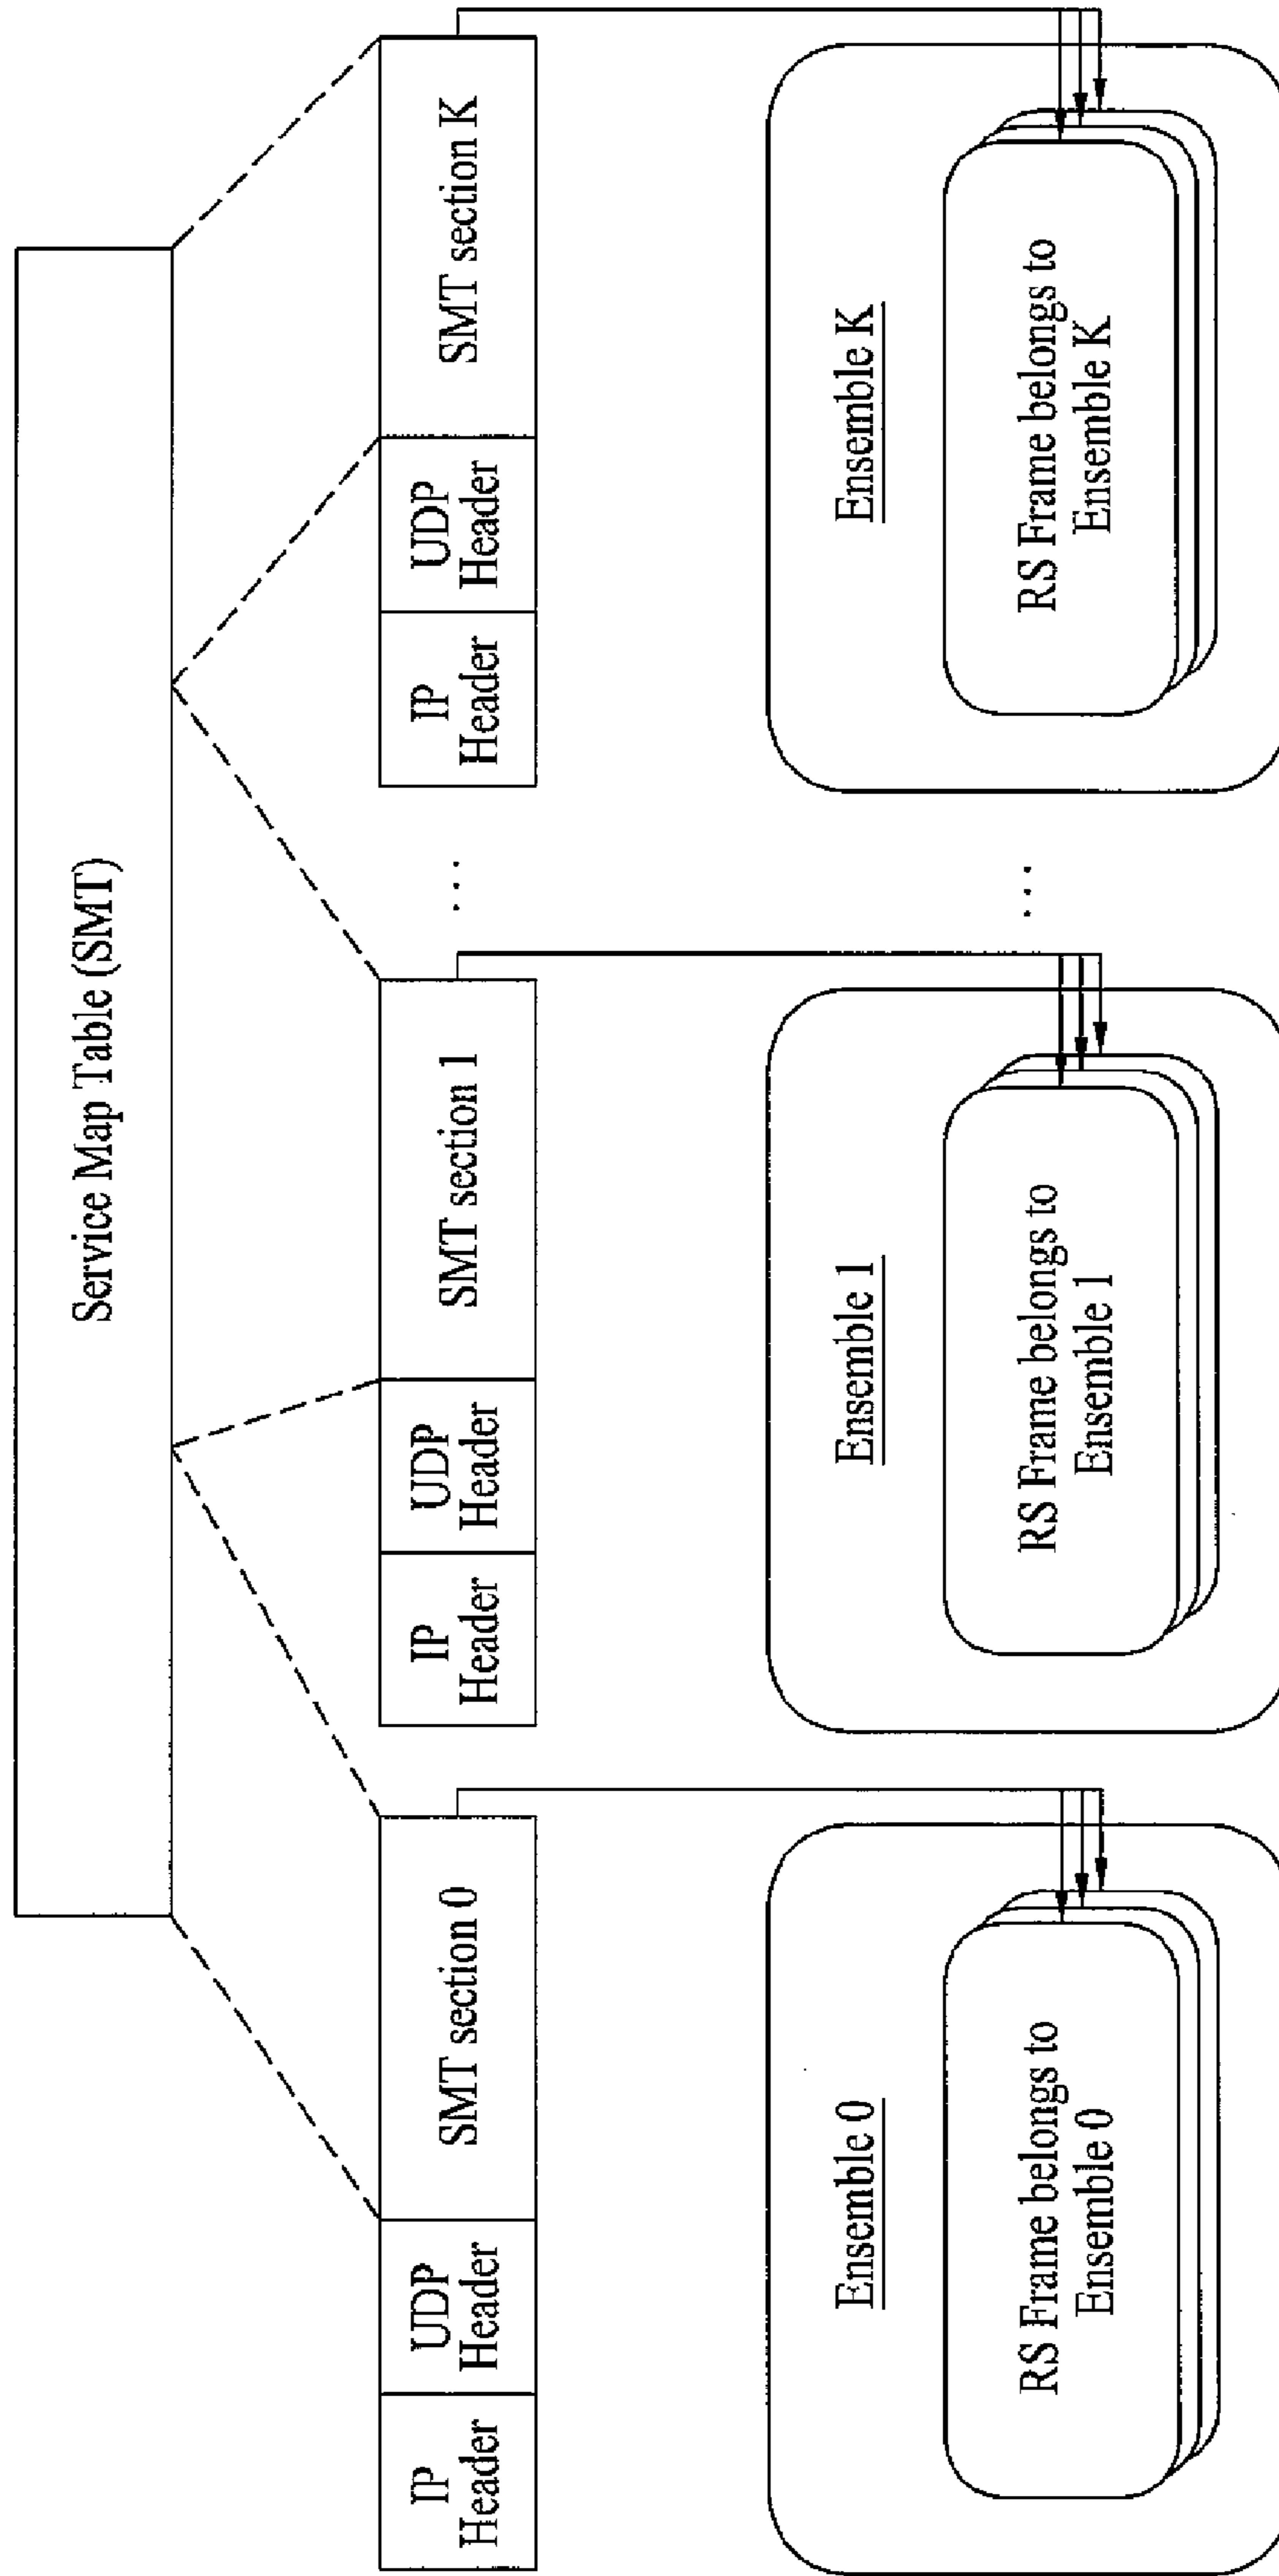 Service Map Table (SMT)
IP
Header
UDP
Header
SMT section 0
IP
Header
UDP
Header
SMT section 1
...
IP
Header
UDP
Header
SMT section K
Ensemble 0
RS Frame belongs to
Ensemble 0
Ensemble 1
RS Frame belongs to
Ensemble 1
...
Ensemble K
RS Frame belongs to
Ensemble K